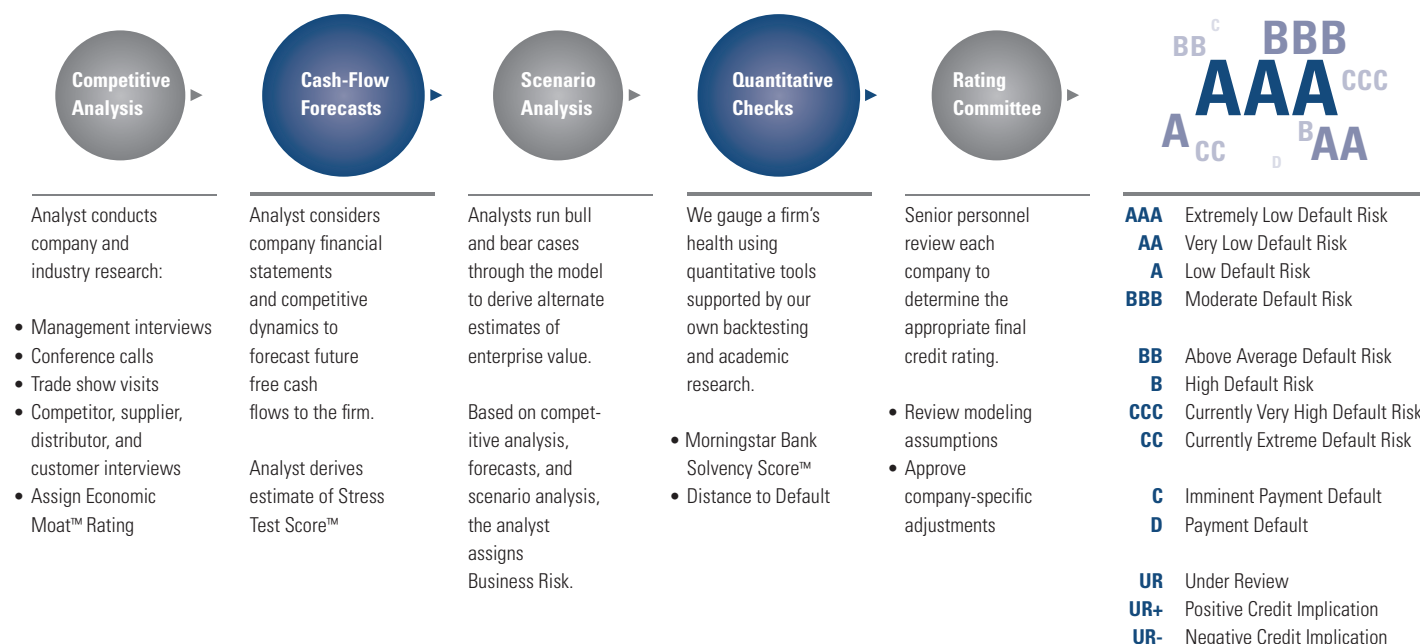 Competitive
Analysis
Cash-Flow
Forecasts
Scenario
Analysis
Quantitative
Checks
Rating
Committee
C
BB
BBB
AAA
CCC
A
CC
B
AA
D
Analyst conducts
company and
industry research:
• Management interviews
• Conference calls
• Trade show visits
• Competitor, supplier,
distributor, and
customer interviews
• Assign Economic
Moat™ Rating
Analyst considers
company financial
statements
and competitive
dynamics to
forecast future
free cash
flows to the firm.
Analyst derives
estimate of Stress
Test Score™
Analysts run bull
and bear cases
through the model
to derive alternate
estimates of
enterprise value.
Based on compet-
itive analysis,
forecasts, and
scenario analysis,
the analyst
assigns
Business Risk.
We gauge a firm's
health using
quantitative tools
supported by our
own backtesting
and academic
research.
• Morningstar Bank
Solvency Score™
• Distance to Default
Senior personnel
review each
company to
determine the
appropriate final
credit rating.
• Review modeling
assumptions
• Approve
company-specific
adjustments
AAA Extremely Low Default Risk
AA Very Low Default Risk
A Low Default Risk
BBB Moderate Default Risk
BB Above Average Default Risk
B High Default Risk
CCC Currently Very High Default Risk
CC Currently Extreme Default Risk
C Imminent Payment Default
D Payment Default
UR Under Review
UR+ Positive Credit Implication
UR- Negative Credit Implication